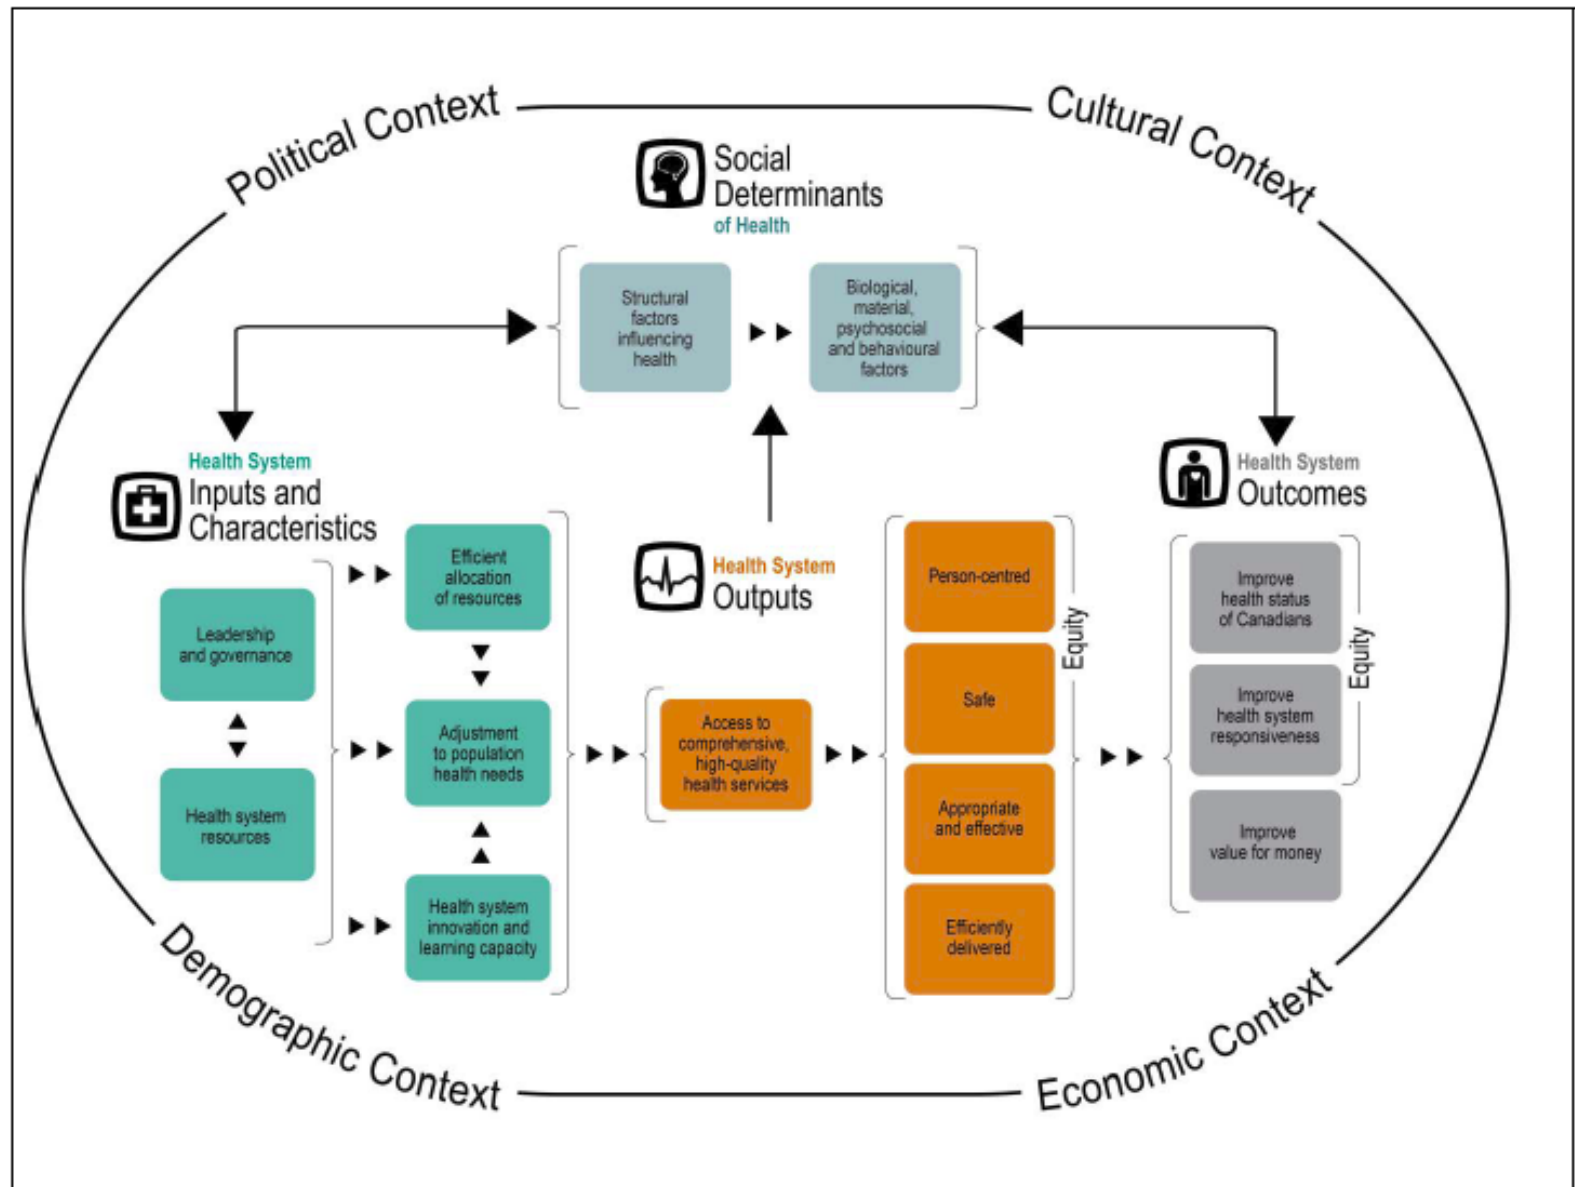 Political Context
Cultural Context
Social
Determinants
of Health
Structural
factors
influencing
health
Biological,
material,
psychosocial
and behavioural
factors
Health System
Inputs and
Characteristics
Leadership
and governance
Health system
resources
Efficient
allocation
of resources
Adjustment
to population
health needs
Health system
innovation and
learning capacity
Health System
Outputs
Access to
comprehensive,
high-quality
health services
Person-centred
Safe
Appropriate
and effective
Efficiently
delivered
Equity
Health System
Outcomes
Improve
health status
of Canadians
Improve
health system
responsiveness
Improve
value for money
Equity
Demographic Context
Economic Context